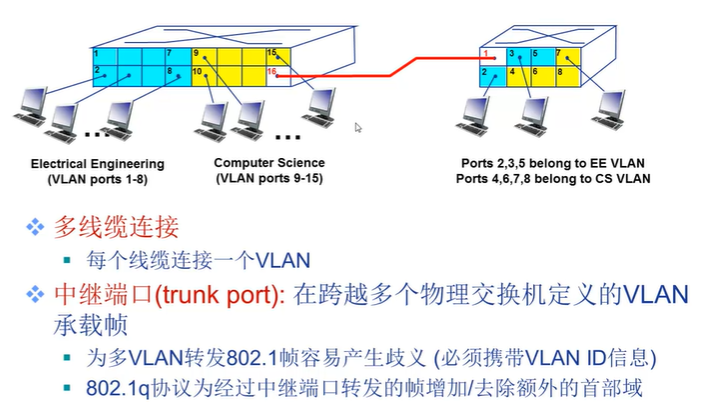 1 7 9 15
2 8 10 16
1 3 5 7
2 4 6 8
...
...
Electrical Engineering
(VLAN ports 1-8)
Computer Science
(VLAN ports 9-15)
Ports 2,3,5 belong to EE VLAN
Ports 4,6,7,8 belong to CS VLAN
多线缆连接
每个线缆连接一个VLAN
中继端口(trunk port): 在跨越多个物理交换机定义的VLAN
承载帧
为多VLAN转发802.1帧容易产生歧义 (必须携带VLAN ID信息)
802.1q协议为经过中继端口转发的帧增加/去除额外的首部域